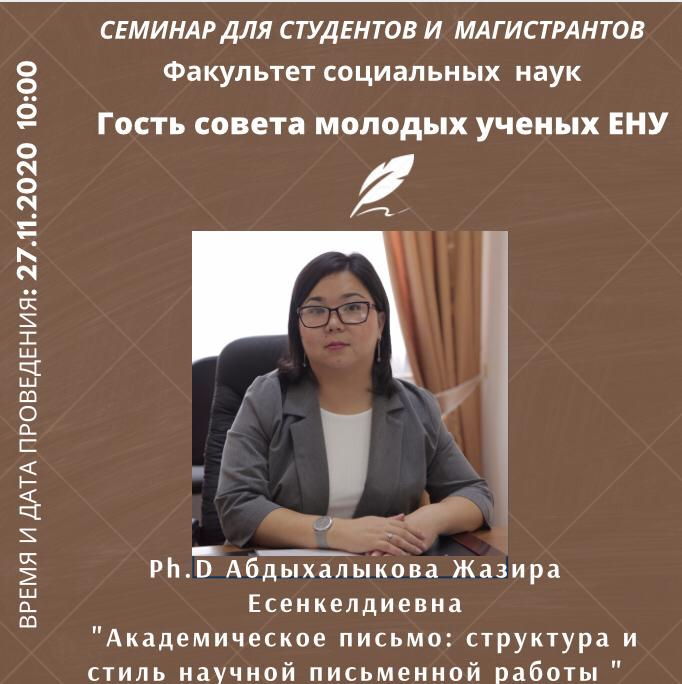 СЕМИНАР ДЛЯ СТУДЕНТОВ И МАГИСТРАНТОВ
Факультет социальных наук
Гость совета молодых ученых ЕНУ
ВРЕМЯ И ДАТА ПРОВЕДЕНИЯ: 27.11.2020 10:00
Ph.D Абдыхалыкова Жазира
Есенкелдиевна
"Академическое письмо: структура и
стиль научной письменной работы "